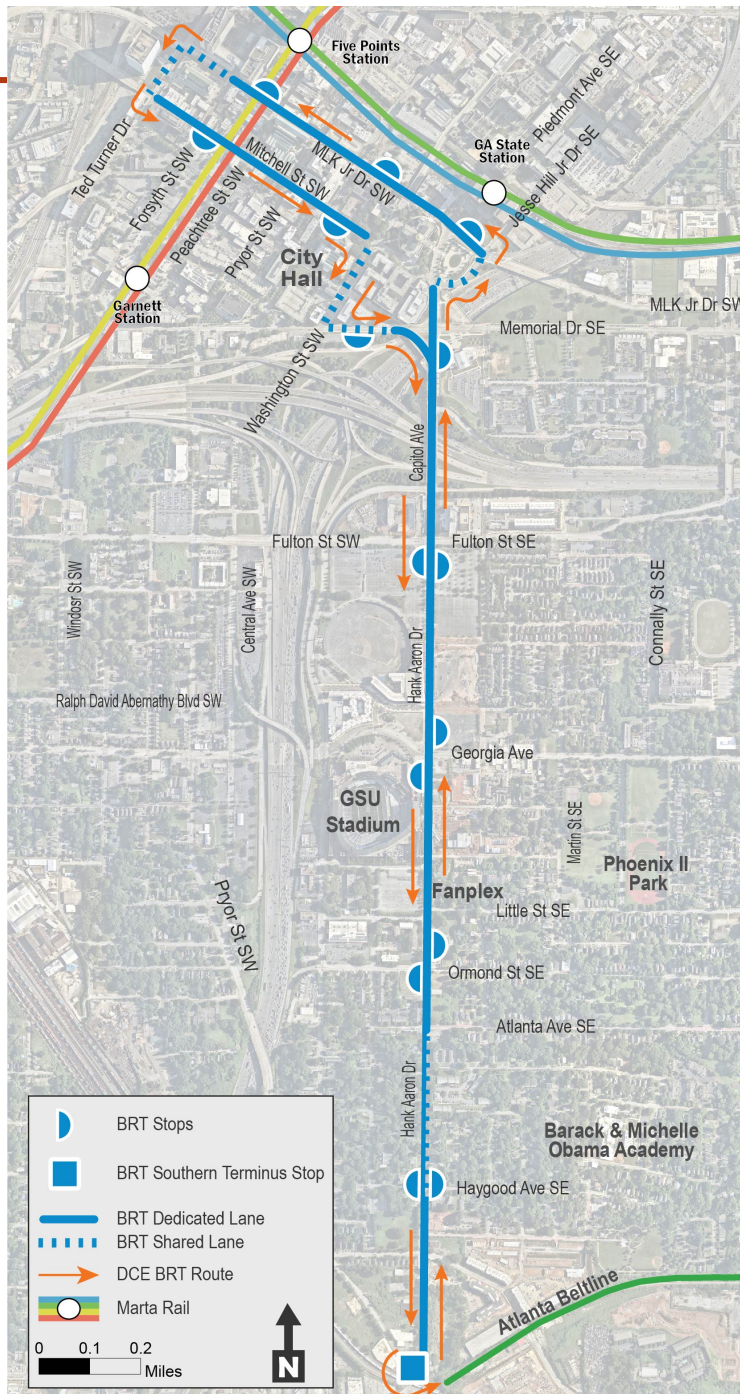 Five Points
Station
Piedmont Ave SE
GA State
Station
Jesse Hill Jr Dr SE
Ted Turner Dr
MLK Jr Dr SW
Mitchell St SW
Forsyth St SW
Peachtree St SW
Pryor St SW
City
Hall
Garnett
Station
MLK Jr Dr SW
Memorial Dr SE
Washington St SW
Capitol AVe
Fulton St SW
Fulton St SE
Windosr St SW
Central Ave SW
Connally St SE
Hank Aaron Dr
Ralph David Abernathy Blvd SW
Georgia Ave
GSU
Stadium
Martin St SE
Phoenix II
Park
Fanplex
Little St SE
Pryor St SW
Ormond St SE
Atlanta Ave SE
Hank Aaron Dr
Barack & Michelle
Obama Academy
Haygood Ave SE
Atlanta Beltline
BRT Stops
BRT Southern Terminus Stop
BRT Dedicated Lane
BRT Shared Lane
DCE BRT Route
Marta Rail
0 0.1 0.2
Miles
N